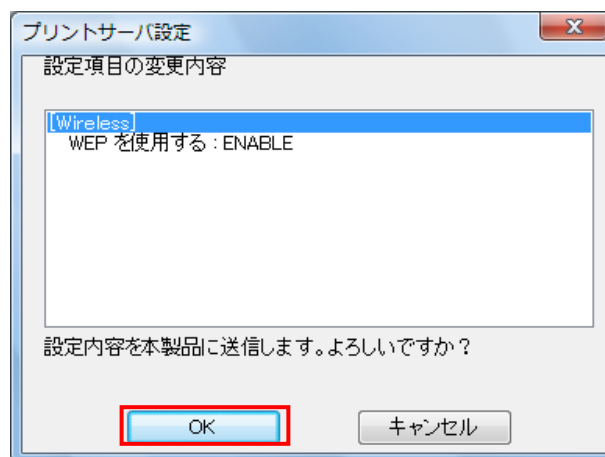 プリントサーバ設定
設定項目の変更内容
[Wireless]
WEP を使用する : ENABLE
設定内容を本製品に送信します。よろしいですか？
OK
キャンセル